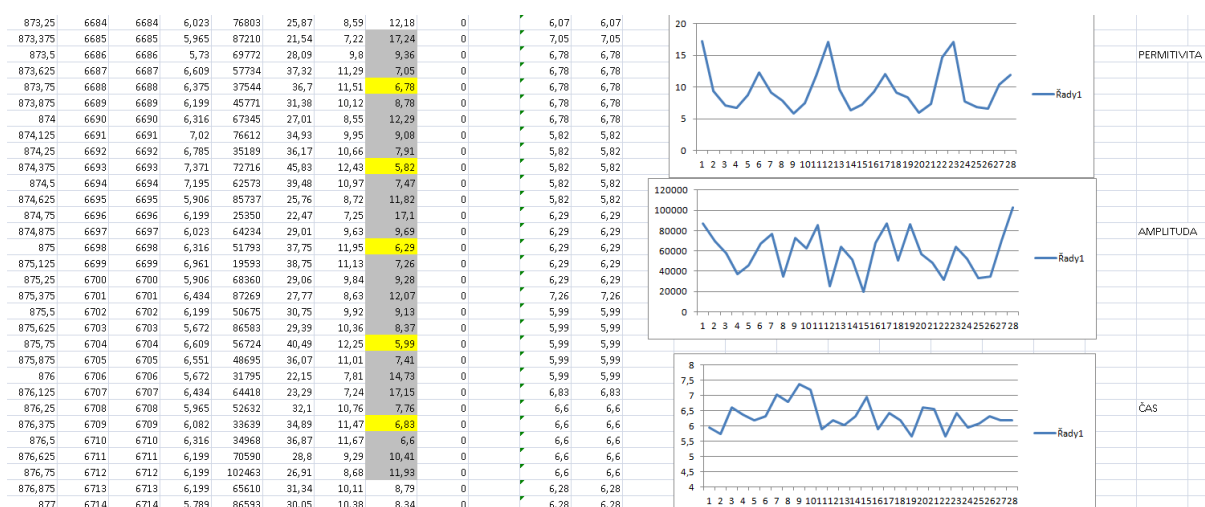 873,25 6684 6684 6,023 76803 25,87 8,59 12,18 0 6,07 6,07
873,375 6685 6685 5,965 87210 21,54 7,22 17,24 0 7,05 7,05
873,5 6686 6686 5,73 69772 28,09 9,8 9,36 0 6,78 6,78
873,625 6687 6687 6,609 57734 37,32 11,29 7,05 0 6,78 6,78
873,75 6688 6688 6,375 37544 36,7 11,51 6,78 0 6,78 6,78
873,875 6689 6689 6,199 45771 31,38 10,12 8,78 0 6,78 6,78
874 6690 6690 6,316 67345 27,01 8,55 12,29 0 6,78 6,78
874,125 6691 6691 7,02 76612 34,93 9,95 9,08 0 5,82 5,82
874,25 6692 6692 6,785 35189 36,17 10,66 7,91 0 5,82 5,82
874,375 6693 6693 7,371 72716 45,83 12,43 5,82 0 5,82 5,82
874,5 6694 6694 7,195 62573 39,48 10,97 7,47 0 5,82 5,82
874,625 6695 6695 5,906 85737 25,76 8,72 11,82 0 5,82 5,82
874,75 6696 6696 6,199 25350 22,47 7,25 17,1 0 6,29 6,29
874,875 6697 6697 6,023 64234 29,01 9,63 9,69 0 6,29 6,29
875 6698 6698 6,316 51793 37,75 11,95 6,29 0 6,29 6,29
875,125 6699 6699 6,961 19593 38,75 11,13 7,26 0 6,29 6,29
875,25 6700 6700 5,906 68360 29,06 9,84 9,28 0 6,29 6,29
875,375 6701 6701 6,434 87269 27,77 8,63 12,07 0 7,26 7,26
875,5 6702 6702 6,199 50675 30,75 9,92 9,13 0 5,99 5,99
875,625 6703 6703 5,672 86583 29,39 10,36 8,37 0 5,99 5,99
875,75 6704 6704 6,609 56724 40,49 12,25 5,99 0 5,99 5,99
875,875 6705 6705 6,551 48695 36,07 11,01 7,41 0 5,99 5,99
876 6706 6706 5,672 31795 22,15 7,81 14,73 0 5,99 5,99
876,125 6707 6707 6,434 64418 23,29 7,24 17,15 0 6,83 6,83
876,25 6708 6708 5,965 52632 32,1 10,76 7,76 0 6,6 6,6
876,375 6709 6709 6,082 33639 34,89 11,47 6,83 0 6,6 6,6
876,5 6710 6710 6,316 34968 36,87 11,67 6,6 0 6,6 6,6
876,625 6711 6711 6,199 70590 28,8 9,29 10,41 0 6,6 6,6
876,75 6712 6712 6,199 102463 26,91 8,68 11,93 0 6,6 6,6
876,875 6713 6713 6,199 65610 31,34 10,11 8,79 0 6,28 6,28
877 6714 6714 5,789 86593 30,05 10,38 8,34 0 6,28 6,28
20
15
10
5
0
1 2 3 4 5 6 7 8 9 10 11 12 13 14 15 16 17 18 19 20 21 22 23 24 25 26 27 28
Řady1
PERMITIVITA
120000
100000
80000
60000
40000
20000
0
1 2 3 4 5 6 7 8 9 10 11 12 13 14 15 16 17 18 19 20 21 22 23 24 25 26 27 28
Řady1
AMPLITUDA
8
7,5
7
6,5
6
5,5
5
4,5
4
1 2 3 4 5 6 7 8 9 10 11 12 13 14 15 16 17 18 19 20 21 22 23 24 25 26 27 28
Řady1
ČAS